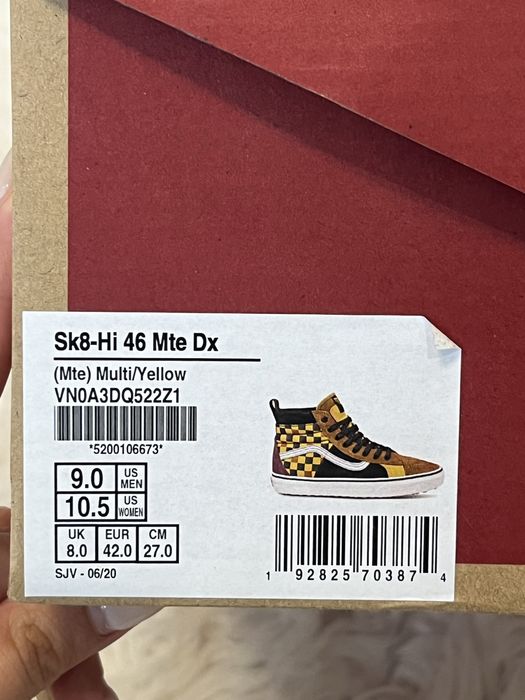 Sk8-Hi 46 Mte Dx
(Mte) Multi/Yellow
VN0A3DQ522Z1
*5200106673*
9.0 US MEN
10.5 US WOMEN
UK EUR CM
8.0 42.0 27.0
SJV - 06/20
1 92825 70387 4